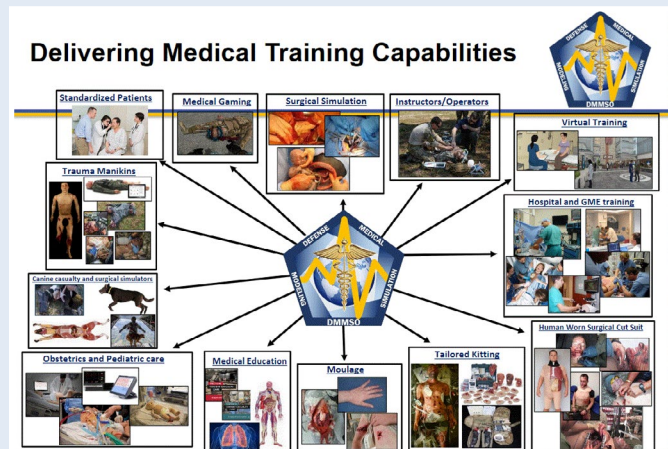 Delivering Medical Training Capabilities
DEFENSE MEDICAL
MODELING SIMULATION
DMMSO
Standardized Patients
Medical Gaming
Surgical Simulation
Instructors/Operators
Virtual Training
Trauma Manikins
Hospital and GME training
DEFENSE MEDICAL
MODELING SIMULATION
DMMSO
Canine casualty and surgical simulators
Human Worn Surgical Cut Suit
Obstetrics and Pediatric care
Medical Education
Moulage
Tailored Kitting